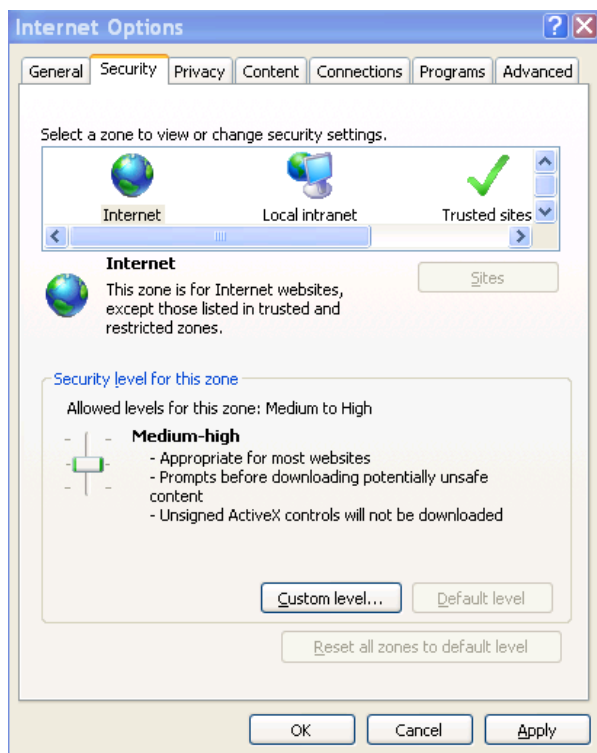 Internet Options
General Security Privacy Content Connections Programs Advanced
Select a zone to view or change security settings.
Internet Local intranet Trusted sites
Internet
Sites
This zone is for Internet websites,
except those listed in trusted and
restricted zones.
Security level for this zone
Allowed levels for this zone: Medium to High
Medium-high
- Appropriate for most websites
- Prompts before downloading potentially unsafe
content
- Unsigned ActiveX controls will not be downloaded
Custom level... Default level
Reset all zones to default level
OK Cancel Apply